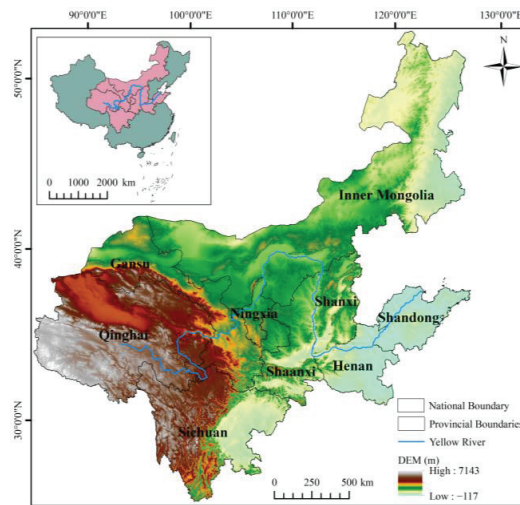 90°0'0"E
100°0'0"E
110°0'0"E
120°0'0"E
130°0'0"E
N
50°0'0"N
40°0'0"N
30°0'0"N
0 1000 2000 km
Inner Mongolia
Gansu
Ningxia
Shanxi
Shandong
Qinghai
Shaanxi
Henan
Sichuan
National Boundary
Provincial Boundaries
Yellow River
DEM (m)
High : 7143
Low : −117
0 250 500 km